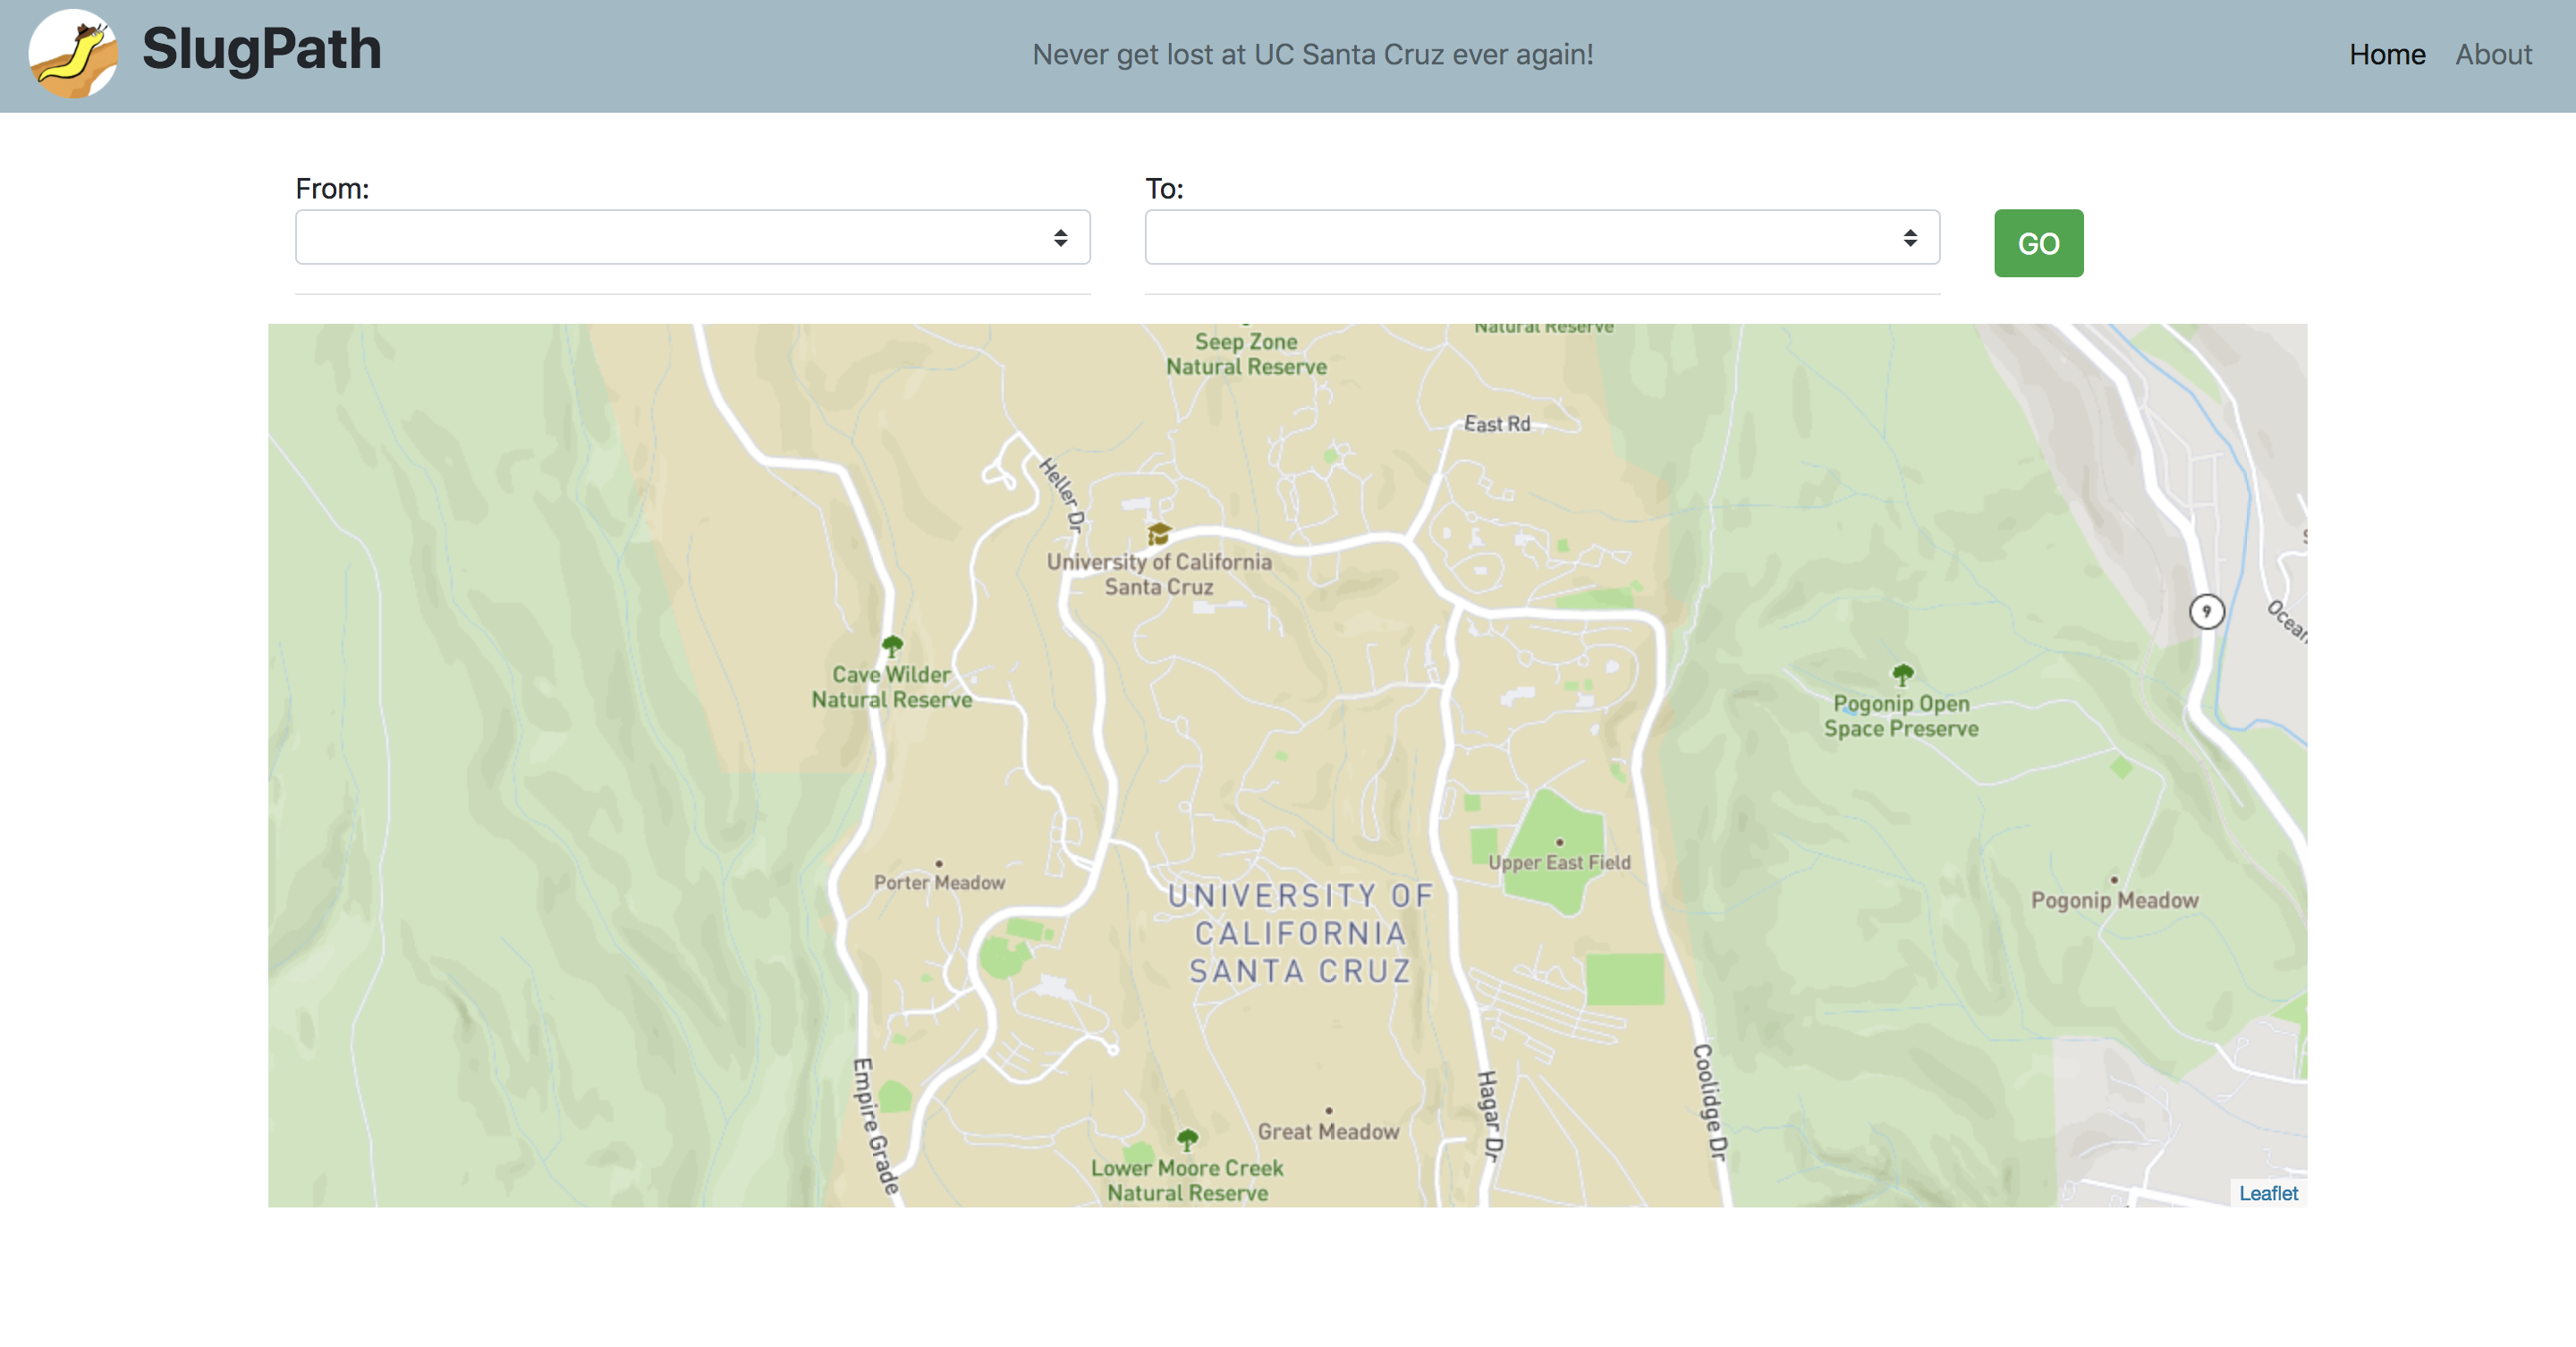 SlugPath
Never get lost at UC Santa Cruz ever again!
Home
About
From:
To:
GO
Natural Reserve
Seep Zone
Natural Reserve
East Rd
Heller Dr
University of California
Santa Cruz
9
Ocean
Cave Wilder
Natural Reserve
Pogonip Open
Space Preserve
Upper East Field
Porter Meadow
UNIVERSITY OF
CALIFORNIA
SANTA CRUZ
Pogonip Meadow
Empire Grade
Hagar Dr
Coolidge Dr
Great Meadow
Lower Moore Creek
Natural Reserve
Leaflet